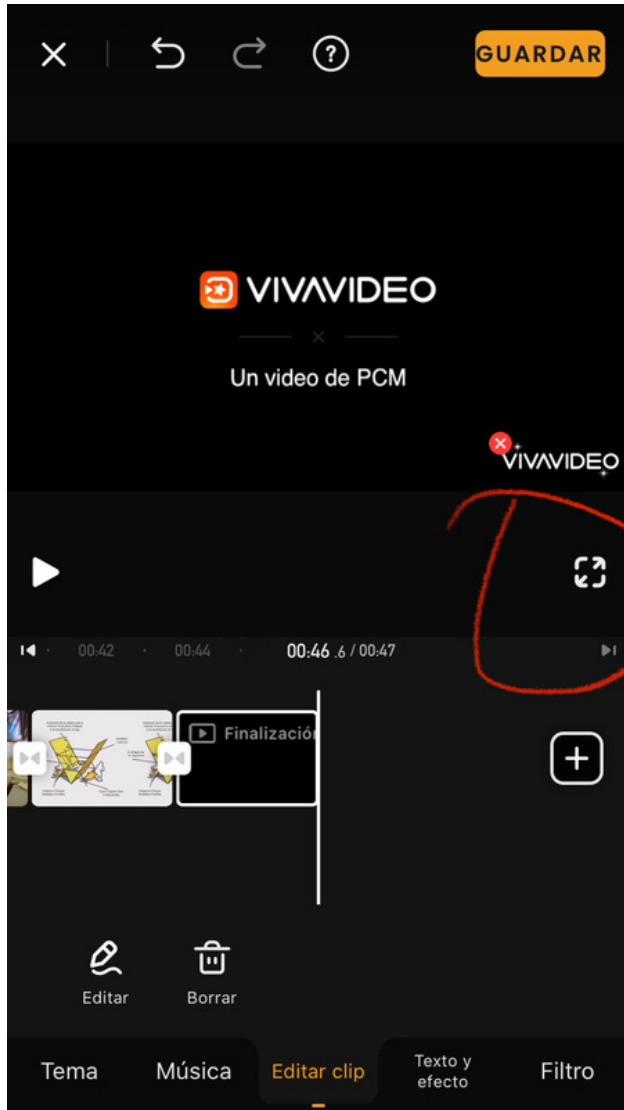 GUARDAR
VIVAVIDEO
Un video de PCM
VIVAVIDEO
00:42
00:44
00:46 .6 / 00:47
Finalizació
Editar
Borrar
Tema
Música
Editar clip
Texto y
efecto
Filtro